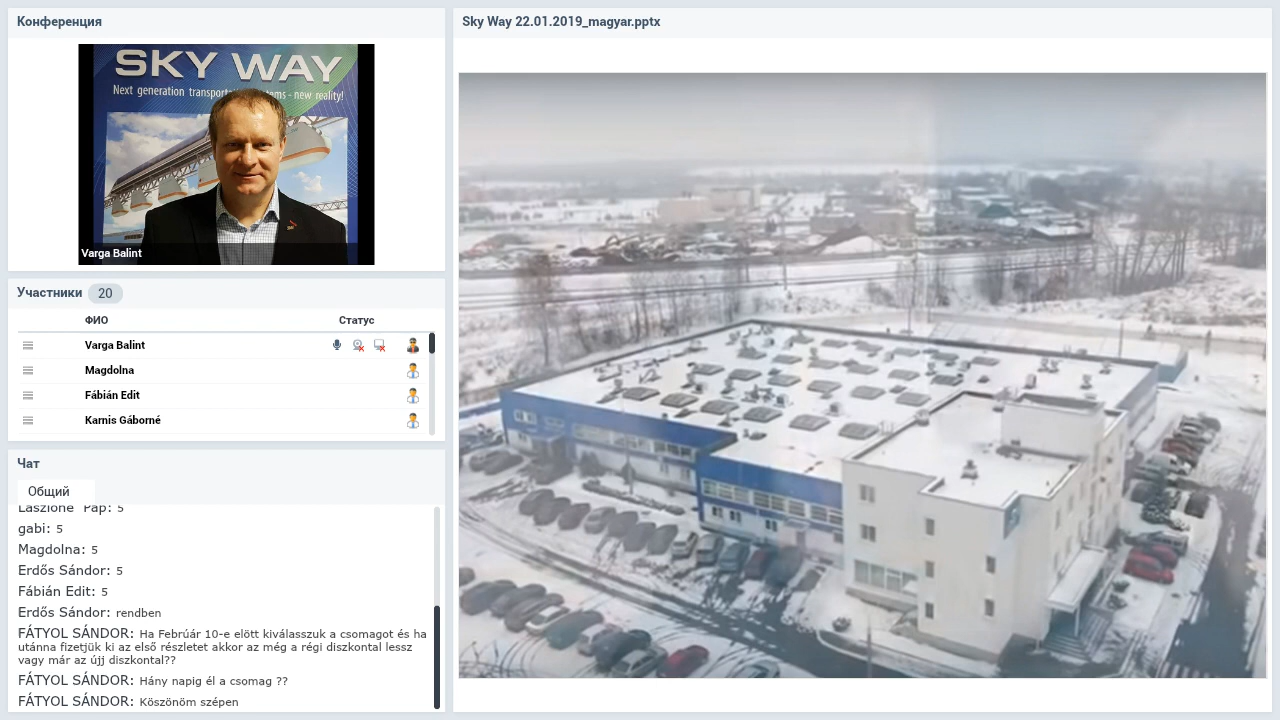 Конференция
SKY WAY
Next generation transport systems - new reality!
Varga Balint
Участники 20
ФИО Статус
Varga Balint
Magdolna
Fábián Edit
Karnis Gáborné
Чат
Общий
Lászlóné Pap: 5
gabi: 5
Magdolna: 5
Erdős Sándor: 5
Fábián Edit: 5
Erdős Sándor: rendben
FÁTYOL SÁNDOR: Ha Február 10-e elött kiválasszuk a csomagot és ha
utánna fizetjük ki az első részletet akkor az még a régi diszkontal lessz
vagy már az újj diszkontal??
FÁTYOL SÁNDOR: Hány napig él a csomag ??
FÁTYOL SÁNDOR: Köszönöm szépen
Sky Way 22.01.2019_magyar.pptx